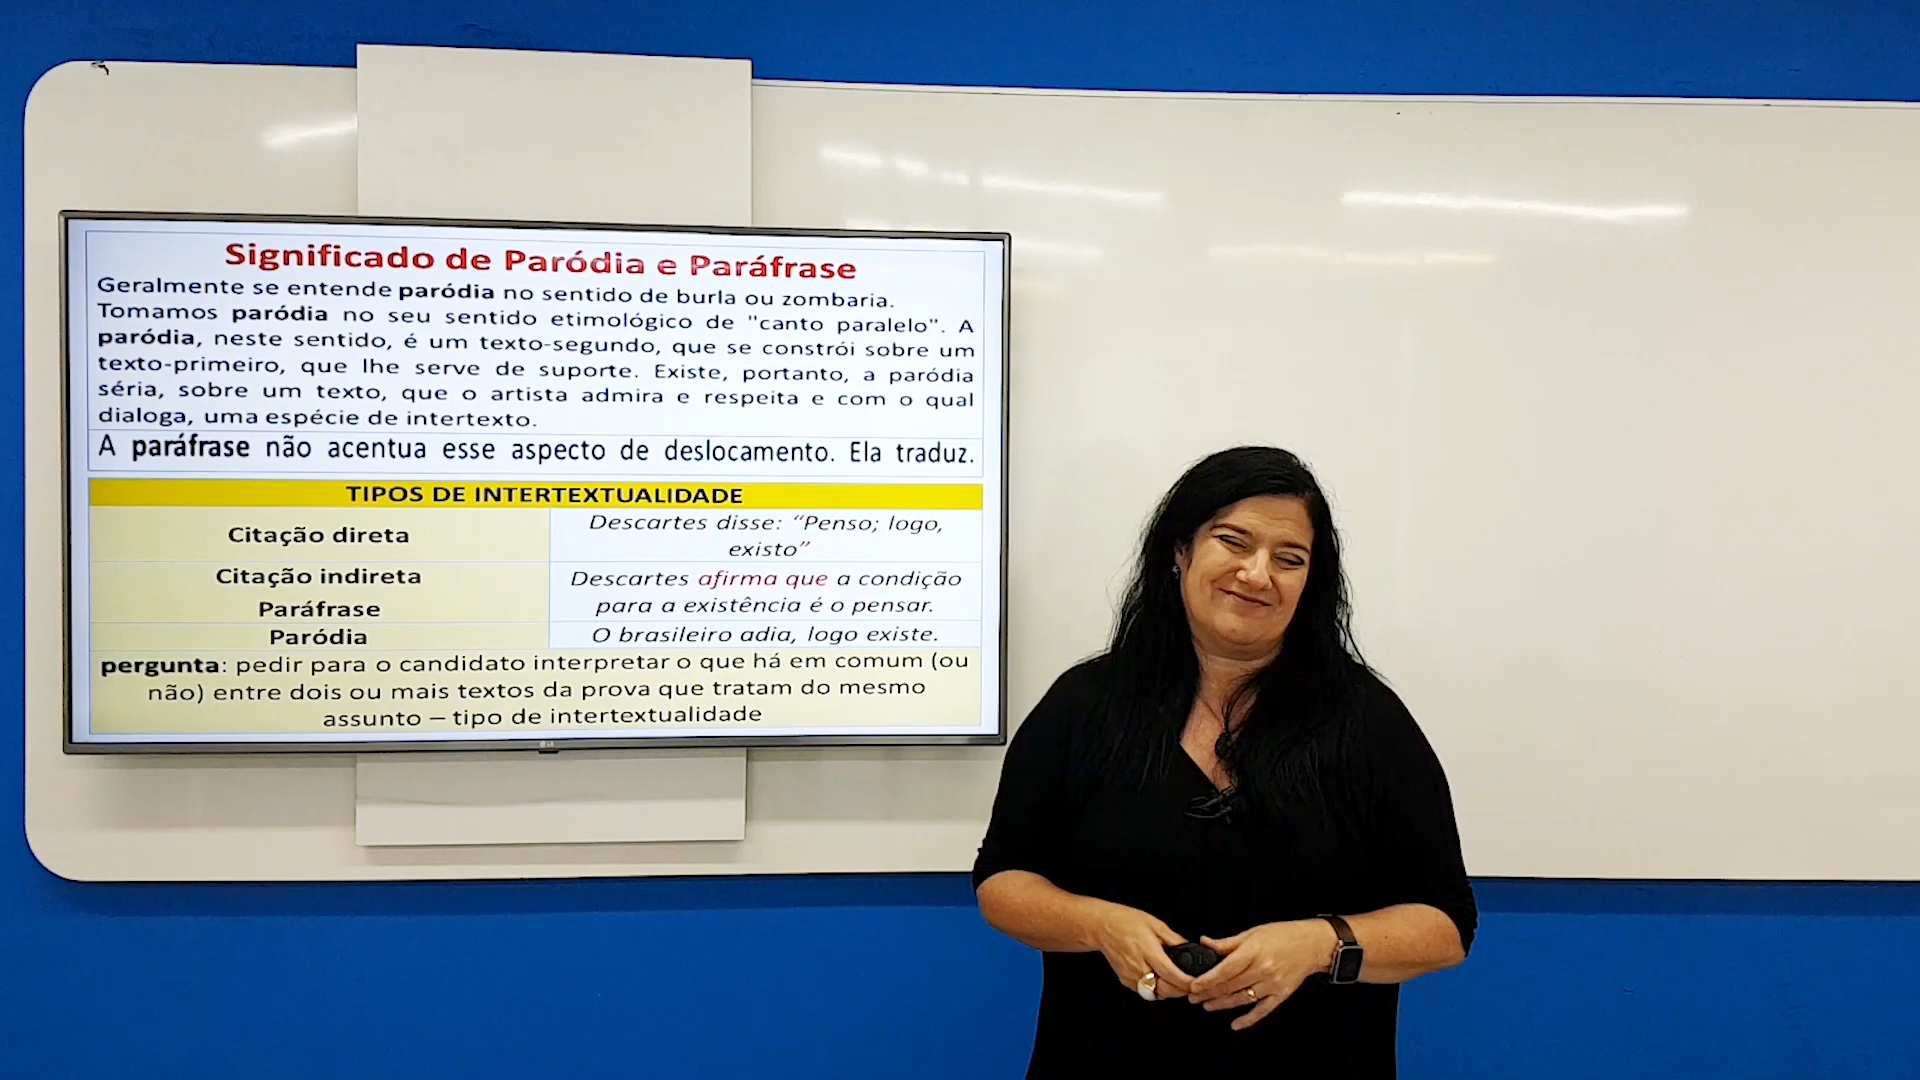 Significado de Paródia e Paráfrase
Geralmente se entende paródia no sentido de burla ou zombaria.
Tomamos paródia no seu sentido etimológico de "canto paralelo". A
paródia, neste sentido, é um texto-segundo, que se constrói sobre um
texto-primeiro, que lhe serve de suporte. Existe, portanto, a paródia
séria, sobre um texto, que o artista admira e respeita e com o qual
dialoga, uma espécie de intertexto.
A paráfrase não acentua esse aspecto de deslocamento. Ela traduz.
TIPOS DE INTERTEXTUALIDADE
Citação direta
Descartes disse: “Penso; logo,
existo”
Citação indireta
Paráfrase
Descartes afirma que a condição
para a existência é o pensar.
Paródia
O brasileiro adia, logo existe.
pergunta: pedir para o candidato interpretar o que há em comum (ou
não) entre dois ou mais textos da prova que tratam do mesmo
assunto – tipo de intertextualidade
LG